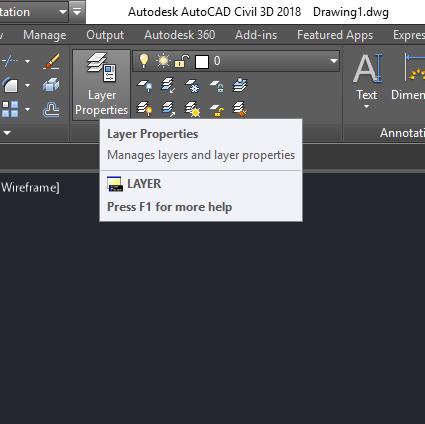 tation
Autodesk AutoCAD Civil 3D 2018 Drawing1.dwg
Manage Output Autodesk 360 Add-ins Featured Apps Expres
0
Layer
Properties
Text
Dimen
Annotatio
Layer Properties
Manages layers and layer properties
LAYER
Press F1 for more help
Wireframe]